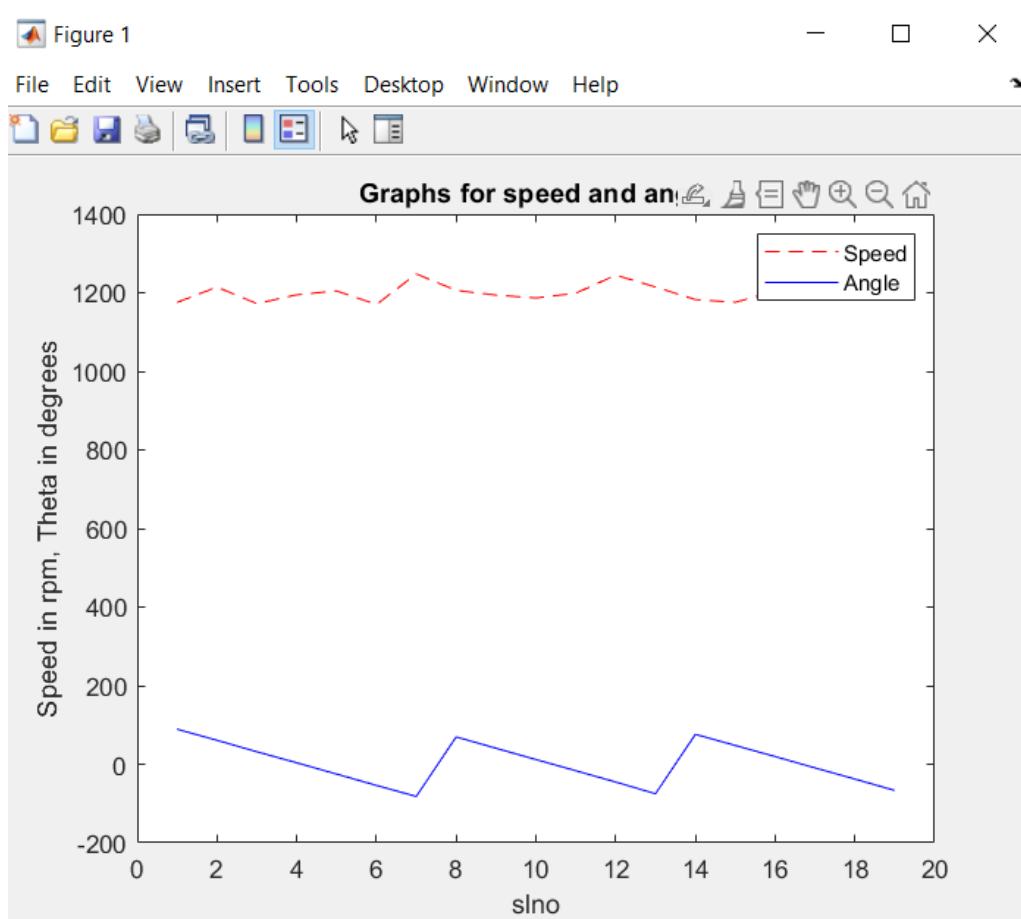 Figure 1
File Edit View Insert Tools Desktop Window Help
Graphs for speed and
1400
1200
1000
800
600
400
200
0
-200
Speed in rpm, Theta in degrees
Speed
Angle
0 2 4 6 8 10 12 14 16 18 20
slno